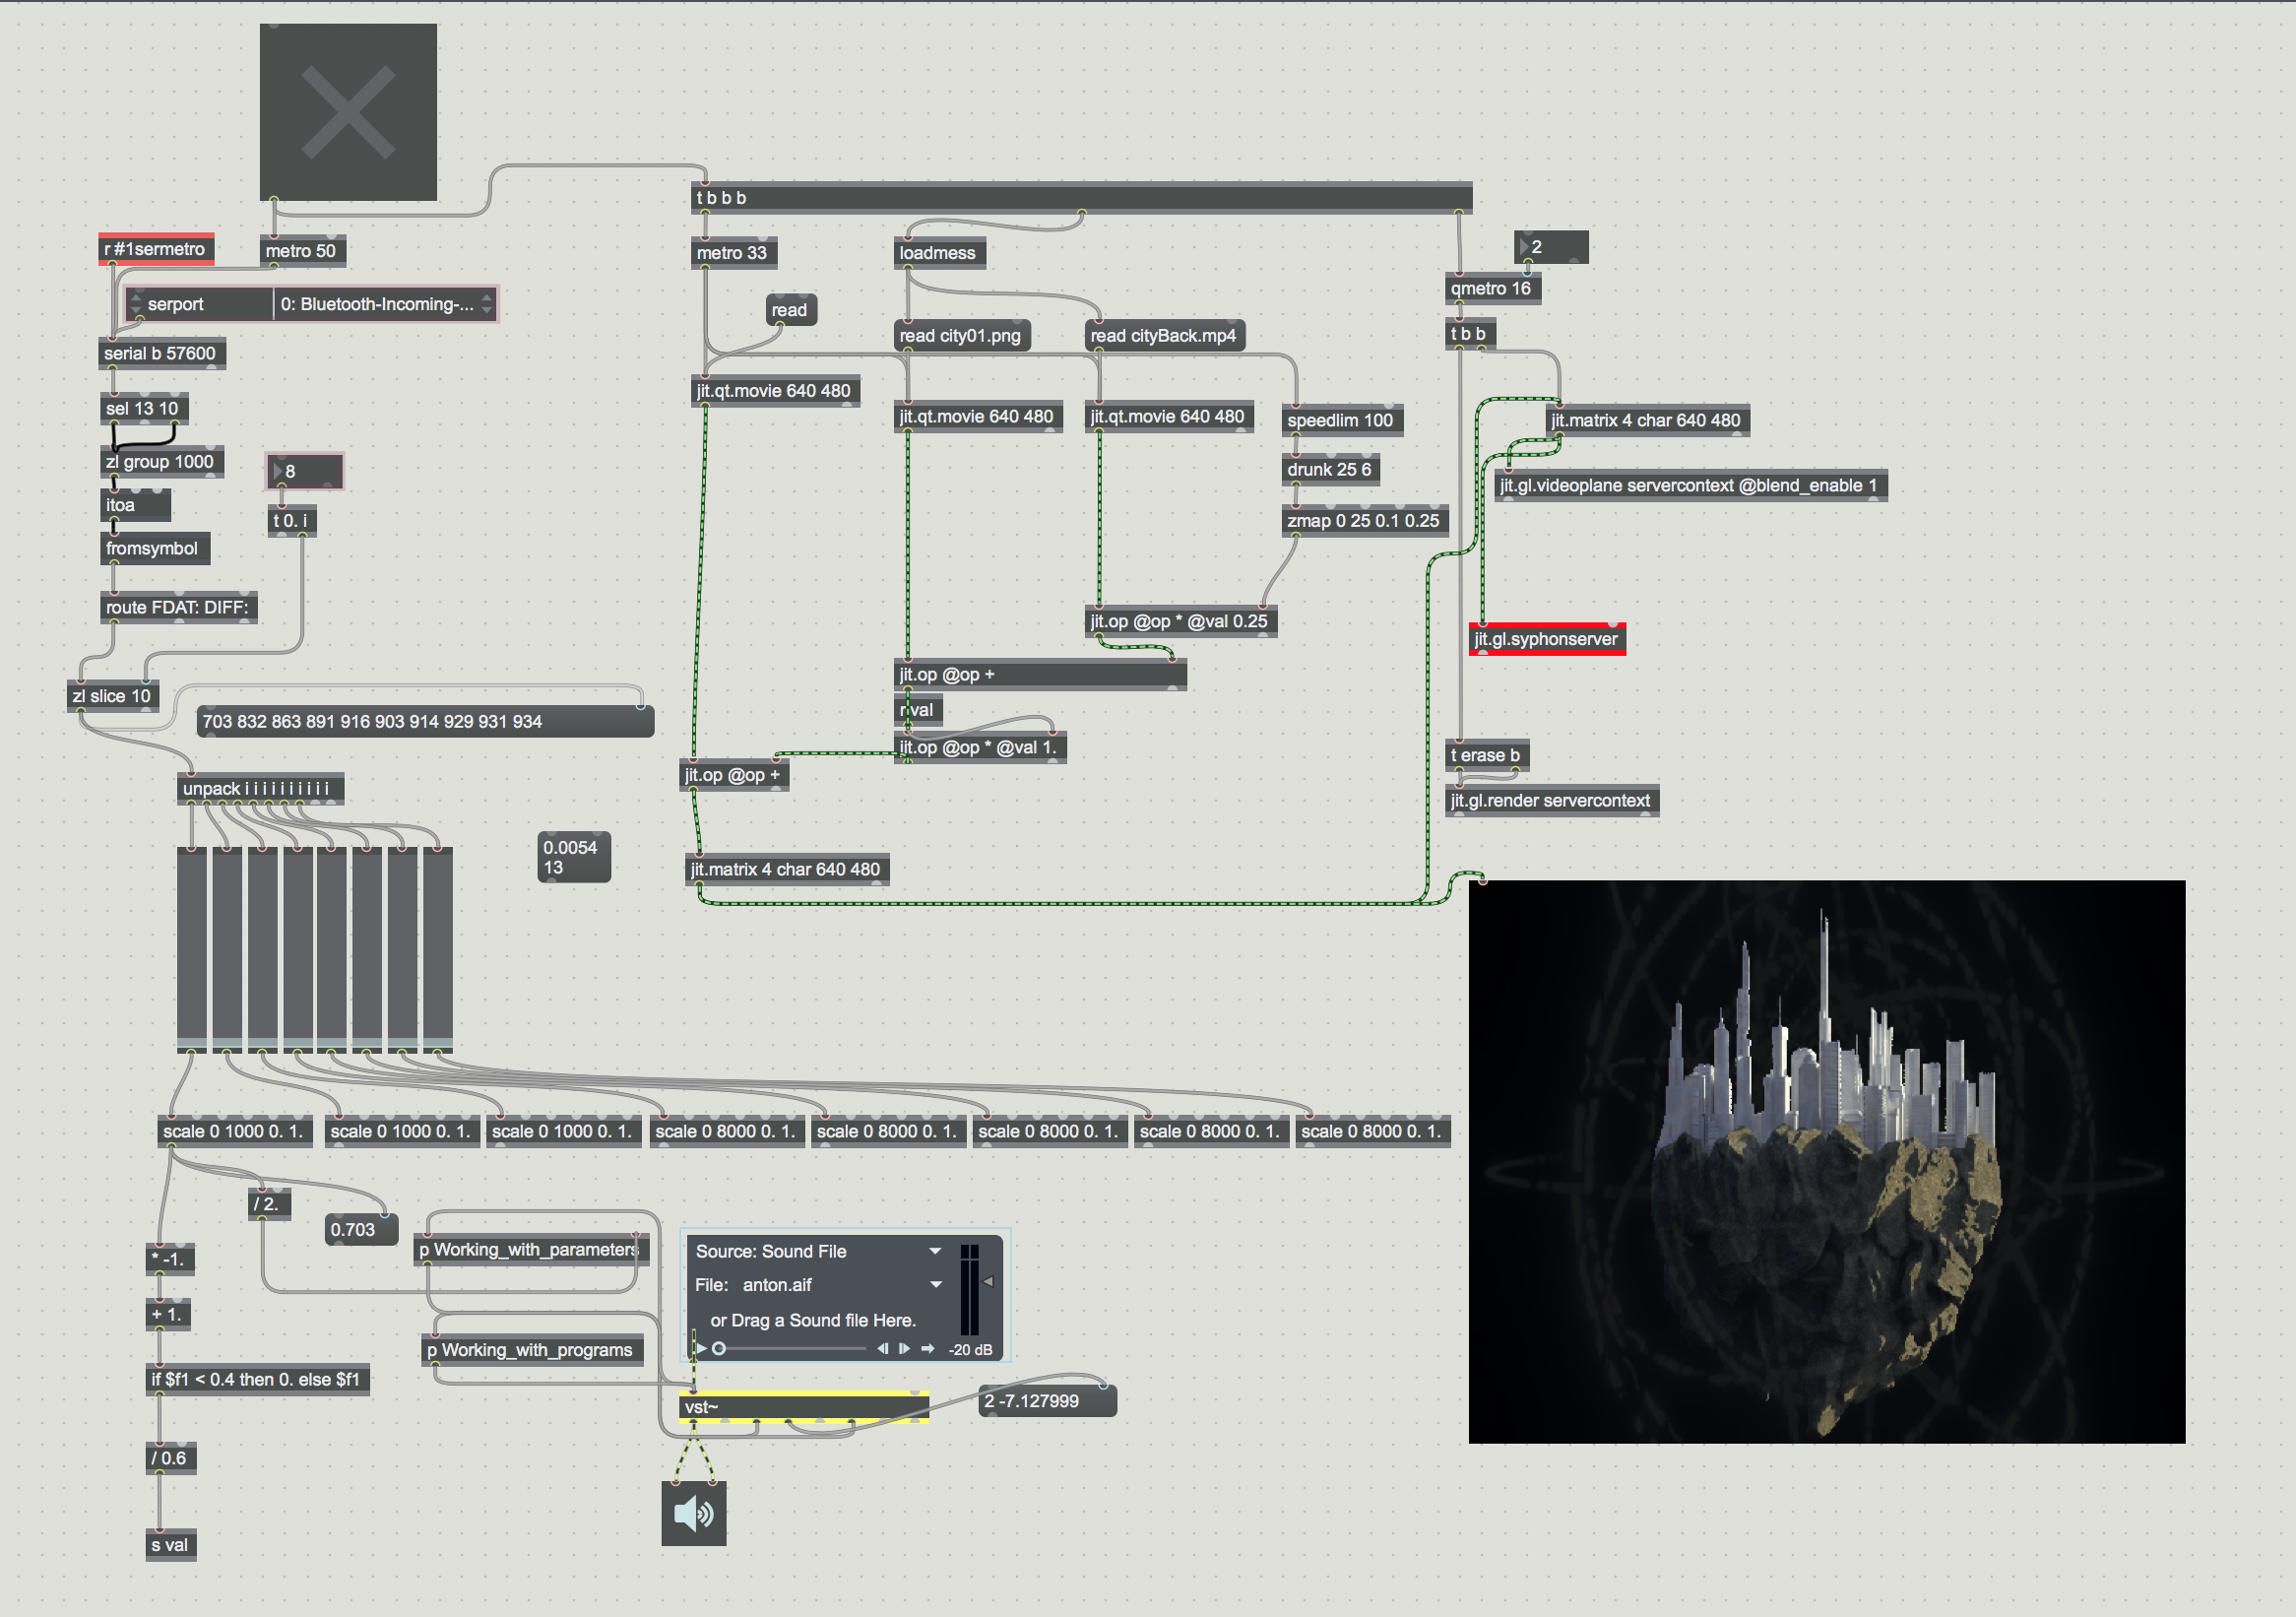 t b b b
r #1sermetro
metro 50
metro 33
loadmess
2
qmetro 16
serport
0: Bluetooth-Incoming-...
read
read city01.png
read cityBack.mp4
t b b
serial b 57600
jit.qt.movie 640 480
jit.qt.movie 640 480
jit.qt.movie 640 480
speedlim 100
jit.matrix 4 char 640 480
sel 13 10
zl group 1000
8
drunk 25 6
jit.gl.videoplane servercontext @blend_enable 1
itoa
t 0. i
zmap 0 25 0.1 0.25
fromsymbol
route FDAT: DIFF:
jit.op @op * @val 0.25
jit.gl.syphonserver
zl slice 10
jit.op @op +
703 832 863 891 916 903 914 929 931 934
r val
jit.op @op * @val 1.
t erase b
jit.op @op +
unpack i i i i i i i i i i
jit.gl.render servercontext
0.0054
13
jit.matrix 4 char 640 480
scale 0 1000 0. 1.
scale 0 1000 0. 1.
scale 0 1000 0. 1.
scale 0 8000 0. 1.
scale 0 8000 0. 1.
scale 0 8000 0. 1.
scale 0 8000 0. 1.
scale 0 8000 0. 1.
/ 2.
0.703
* -1.
p Working_with_parameters
Source: Sound File
File: anton.aif
or Drag a Sound file Here.
-20 dB
+ 1.
p Working_with_programs
if $f1 < 0.4 then 0. else $f1
vst~
2 -7.127999
/ 0.6
s val